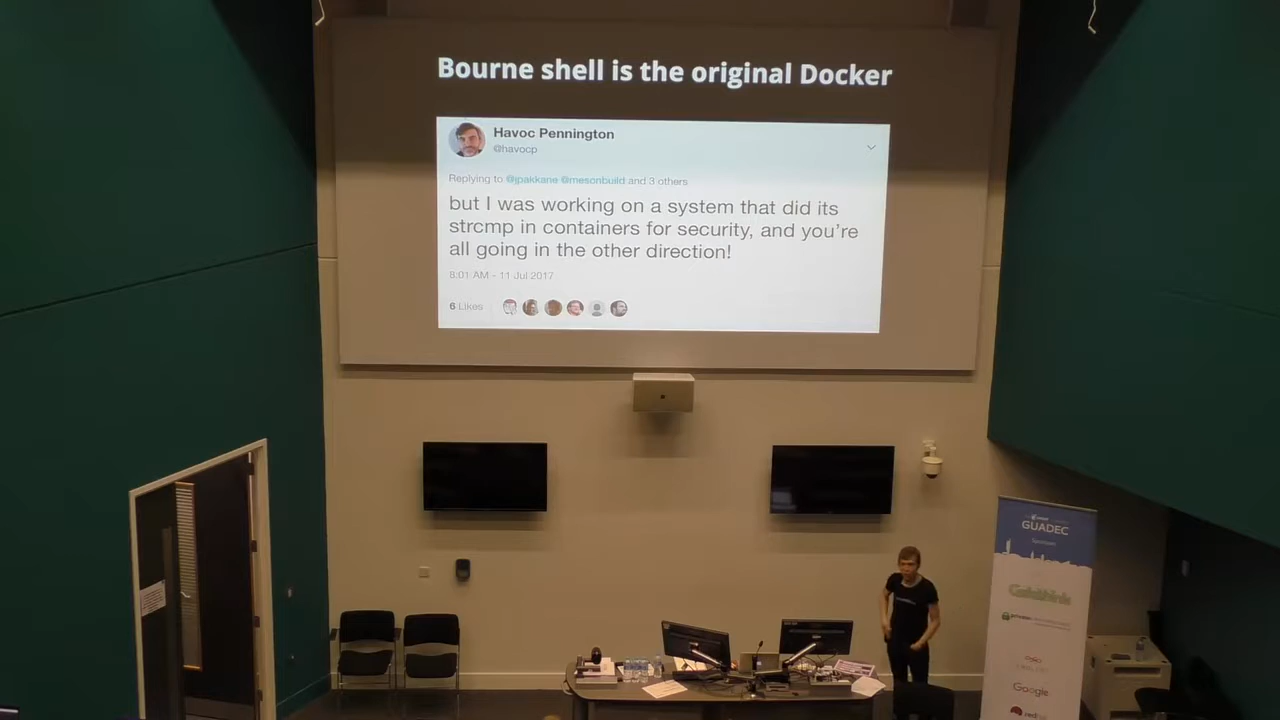 Bourne shell is the original Docker
Havoc Pennington
@havocp
Replying to @jpakkane @mesonbuild and 3 others
but I was working on a system that did its
strcmp in containers for security, and you're
all going in the other direction!
8:01 AM - 11 Jul 2017
6 Likes
GUADEC
Sponsors
Codethink
Google